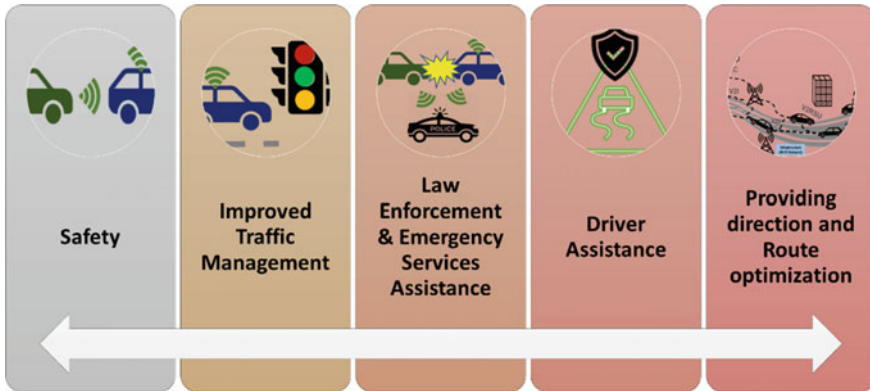 Safety
Improved
Traffic
Management
POLICE
Law
Enforcement
& Emergency
Services
Assistance
Driver
Assistance
Providing
direction and
Route
optimization